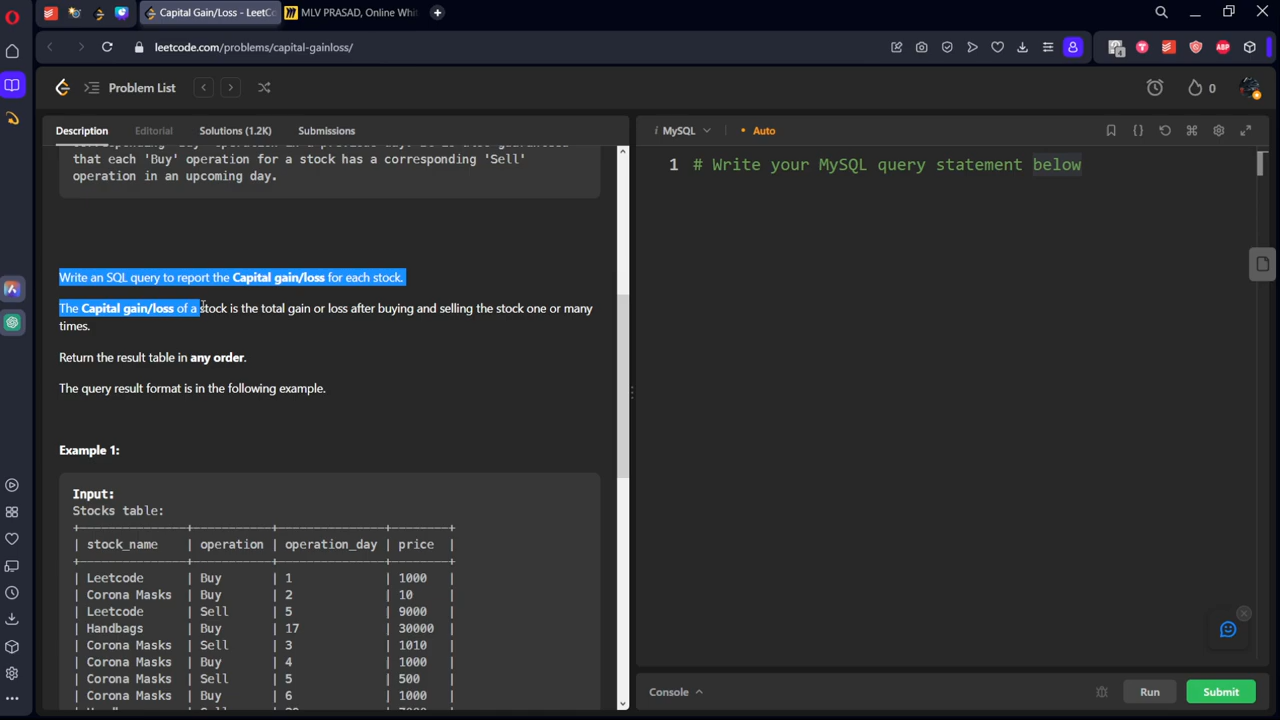 Capital Gain/Loss - LeetCo
MLV PRASAD, Online Whit
leetcode.com/problems/capital-gainloss/
Problem List
0
Description
Editorial
Solutions (1.2K)
Submissions
MySQL
Auto
that each 'Buy' operation for a stock has a corresponding 'Sell'
operation in an upcoming day.
1 # Write your MySQL query statement below
Write an SQL query to report the Capital gain/loss for each stock.
The Capital gain/loss of a stock is the total gain or loss after buying and selling the stock one or many
times.
Return the result table in any order.
The query result format is in the following example.
Example 1:
Input:
Stocks table:
+---------------+-----------+---------------+--------+
| stock_name | operation | operation_day | price |
+---------------+-----------+---------------+--------+
| Leetcode | Buy | 1 | 1000 |
| Corona Masks | Buy | 2 | 10 |
| Leetcode | Sell | 5 | 9000 |
| Handbags | Buy | 17 | 30000 |
| Corona Masks | Sell | 3 | 1010 |
| Corona Masks | Buy | 4 | 1000 |
| Corona Masks | Sell | 5 | 500 |
| Corona Masks | Buy | 6 | 1000 |
Console
Run
Submit